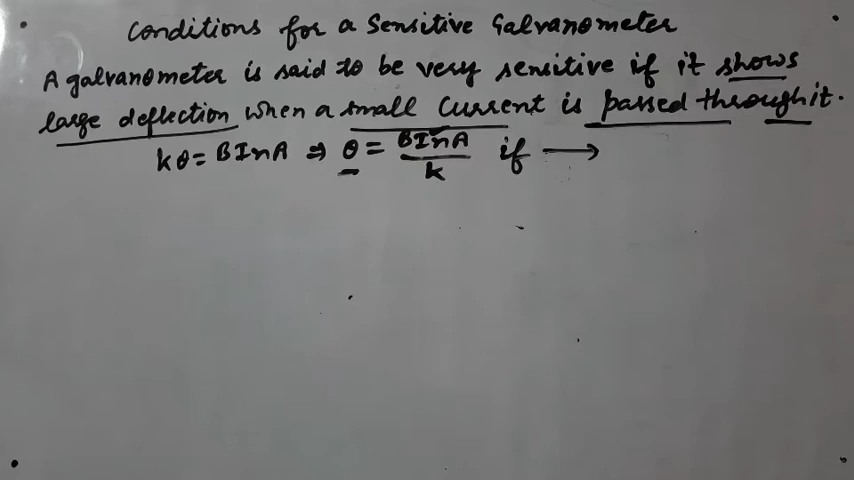 Conditions for a Sensitive Galvanometer
A galvanometer is said to be very sensitive if it shows
large deflection when a small current is passed through it.
kθ = BInA ⇒ θ = BInA/k if ⟶